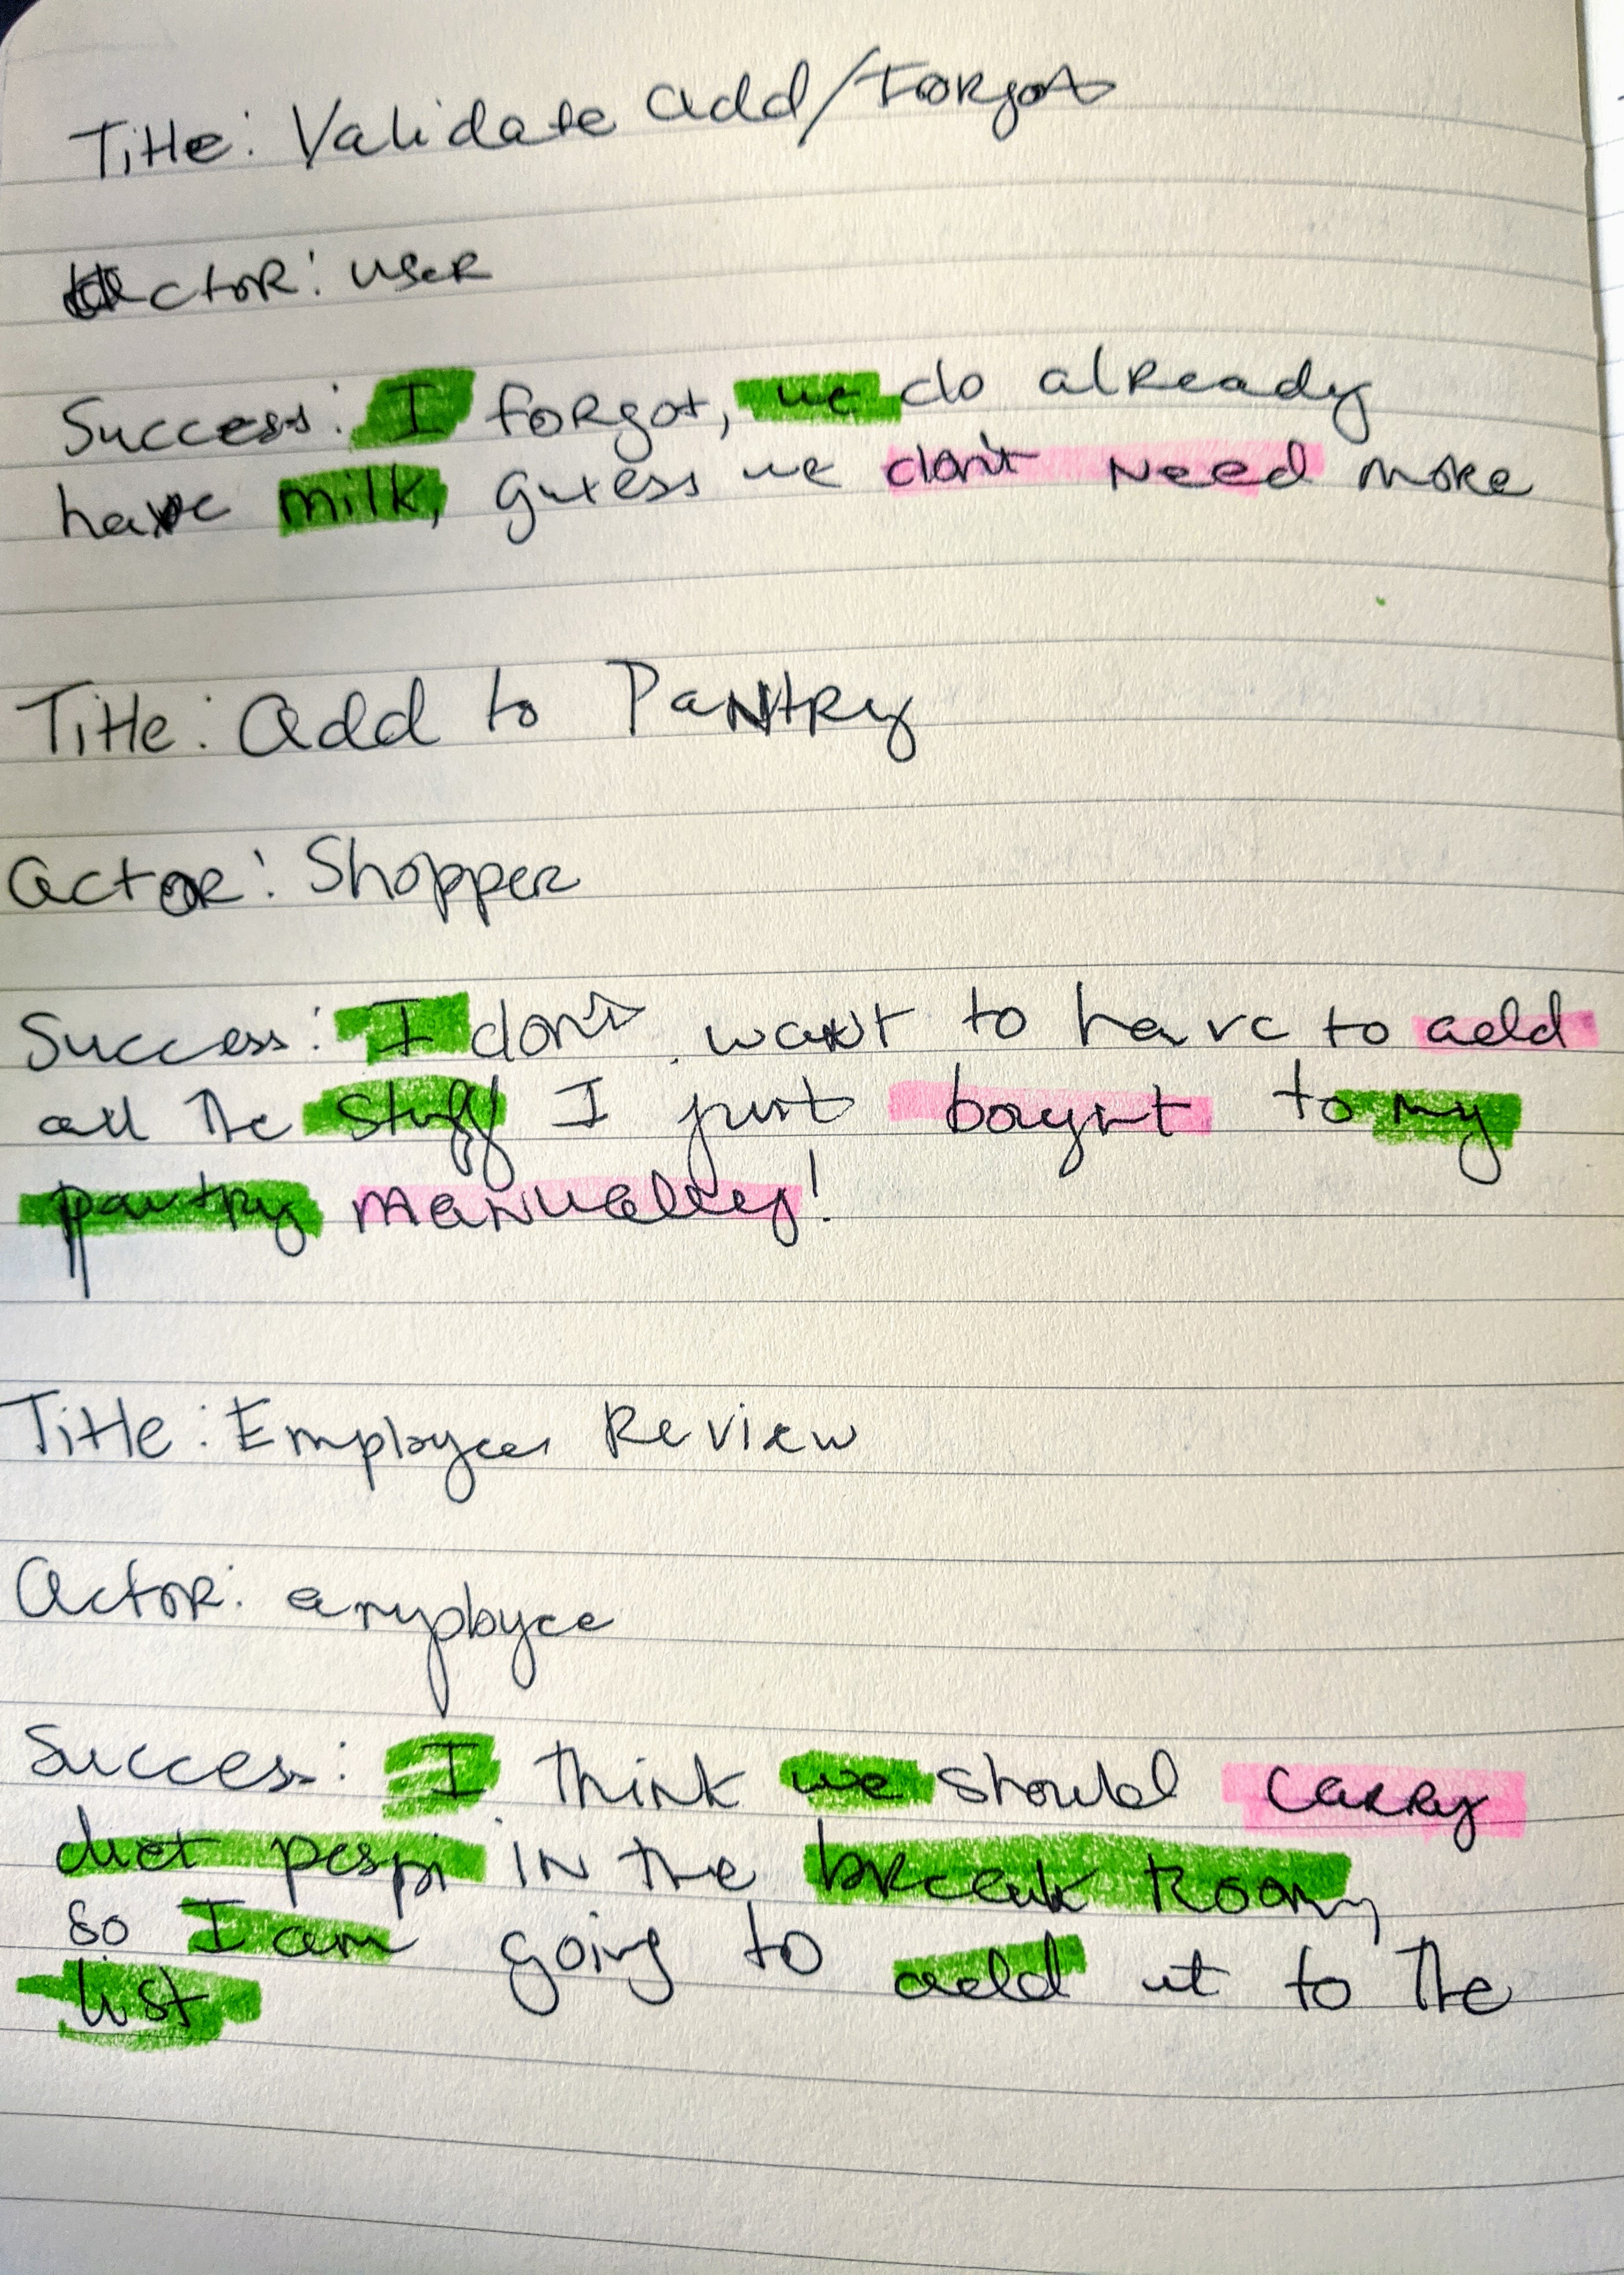 Title: Validate add/Forgot
actor: user
Success: I forgot, we do already
have milk, guess we don't need more
Title: add to Pantry
actor: Shopper
Success: I don't want to have to add
all the stuff I just bought to my
pantry manually!
Title: Employee Review
actor: employee
Success: I think we should carry
diet pespi in the break room,
so I am going to add it to the
list